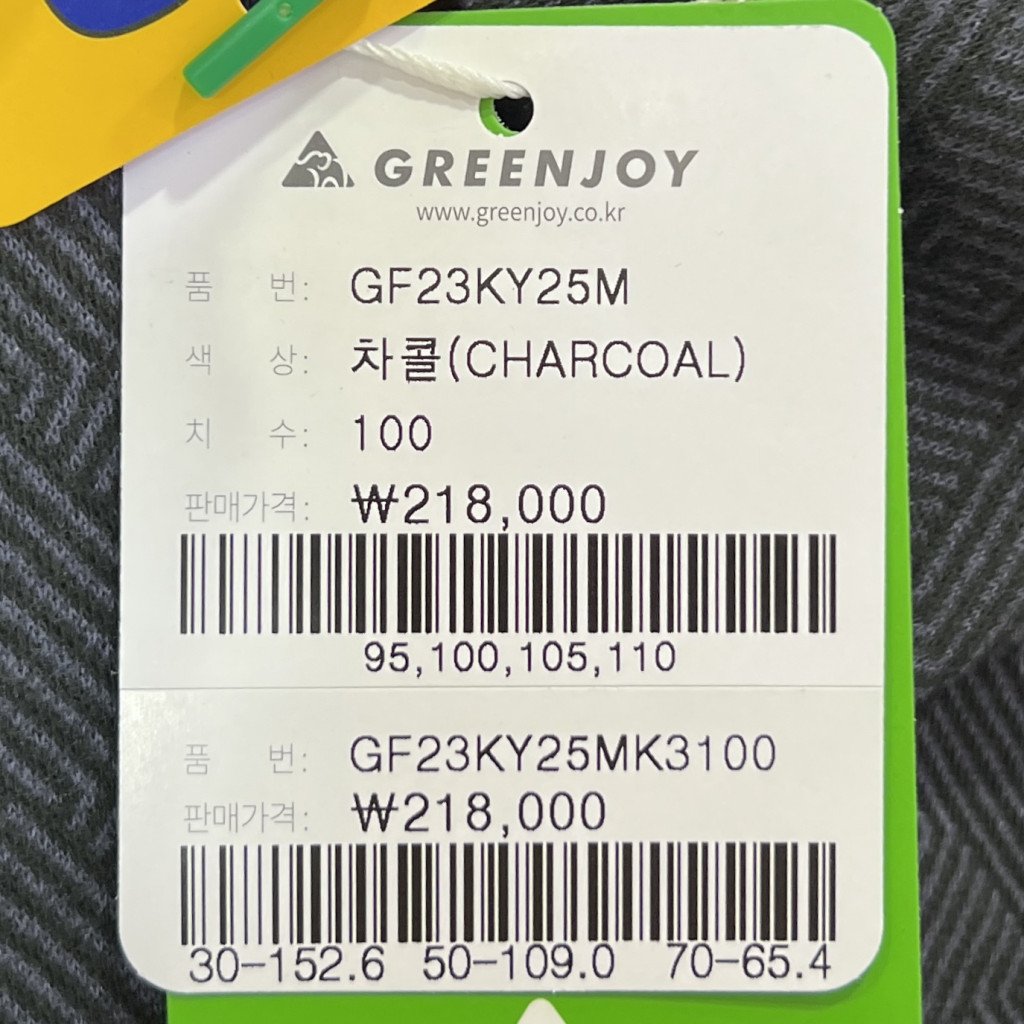 GREENJOY
www.greenjoy.co.kr
품 번: GF23KY25M
색 상: 차콜(CHARCOAL)
치 수: 100
판매가격: ₩218,000
95,100,105,110
품 번: GF23KY25MK3100
판매가격: ₩218,000
30-152.6 50-109.0 70-65.4